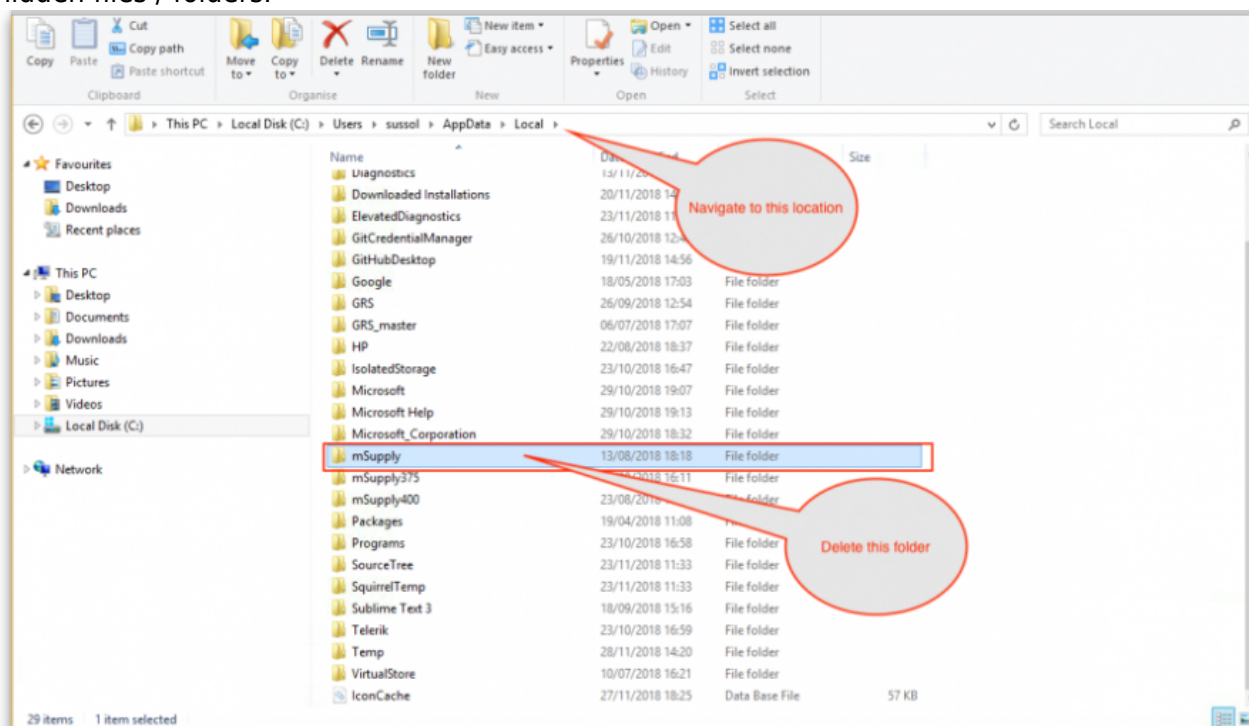 hidden files / folders.
Cut
Copy path
Paste shortcut
Copy
Paste
Move to
Copy to
Delete
Rename
New folder
New item
Easy access
Properties
Open
Edit
History
Select all
Select none
Invert selection
Clipboard
Organise
New
Open
Select
This PC
Local Disk (C:)
Users
sussol
AppData
Local
Search Local
Favourites
Desktop
Downloads
Recent places
This PC
Desktop
Documents
Downloads
Music
Pictures
Videos
Local Disk (C:)
Network
Name Size
Diagnostics
Downloaded Installations 20/11/2018
ElevatedDiagnostics 23/11/2018
GitCredentialManager 26/10/2018
GitHubDesktop 19/11/2018 14:56
Google 18/05/2018 17:03 File folder
GRS 26/09/2018 12:54 File folder
GRS_master 06/07/2018 17:07 File folder
HP 22/08/2018 18:37 File folder
IsolatedStorage 23/10/2018 16:47 File folder
Microsoft 29/10/2018 19:07 File folder
Microsoft Help 29/10/2018 19:13 File folder
Microsoft_Corporation 29/10/2018 18:32 File folder
mSupply 13/08/2018 18:18 File folder
mSupply375 16:11 File folder
mSupply400 23/08/2018 File folder
Packages 19/04/2018 11:08
Programs 23/10/2018 16:58 File folder
SourceTree 23/11/2018 11:33 File folder
SquirrelTemp 23/11/2018 11:33 File folder
Sublime Text 3 18/09/2018 15:16 File folder
Telerik 23/10/2018 16:59 File folder
Temp 28/11/2018 14:20 File folder
VirtualStore 10/07/2018 16:21 File folder
IconCache 27/11/2018 18:25 Data Base File 57 KB
Navigate to this location
Delete this folder
29 items 1 item selected